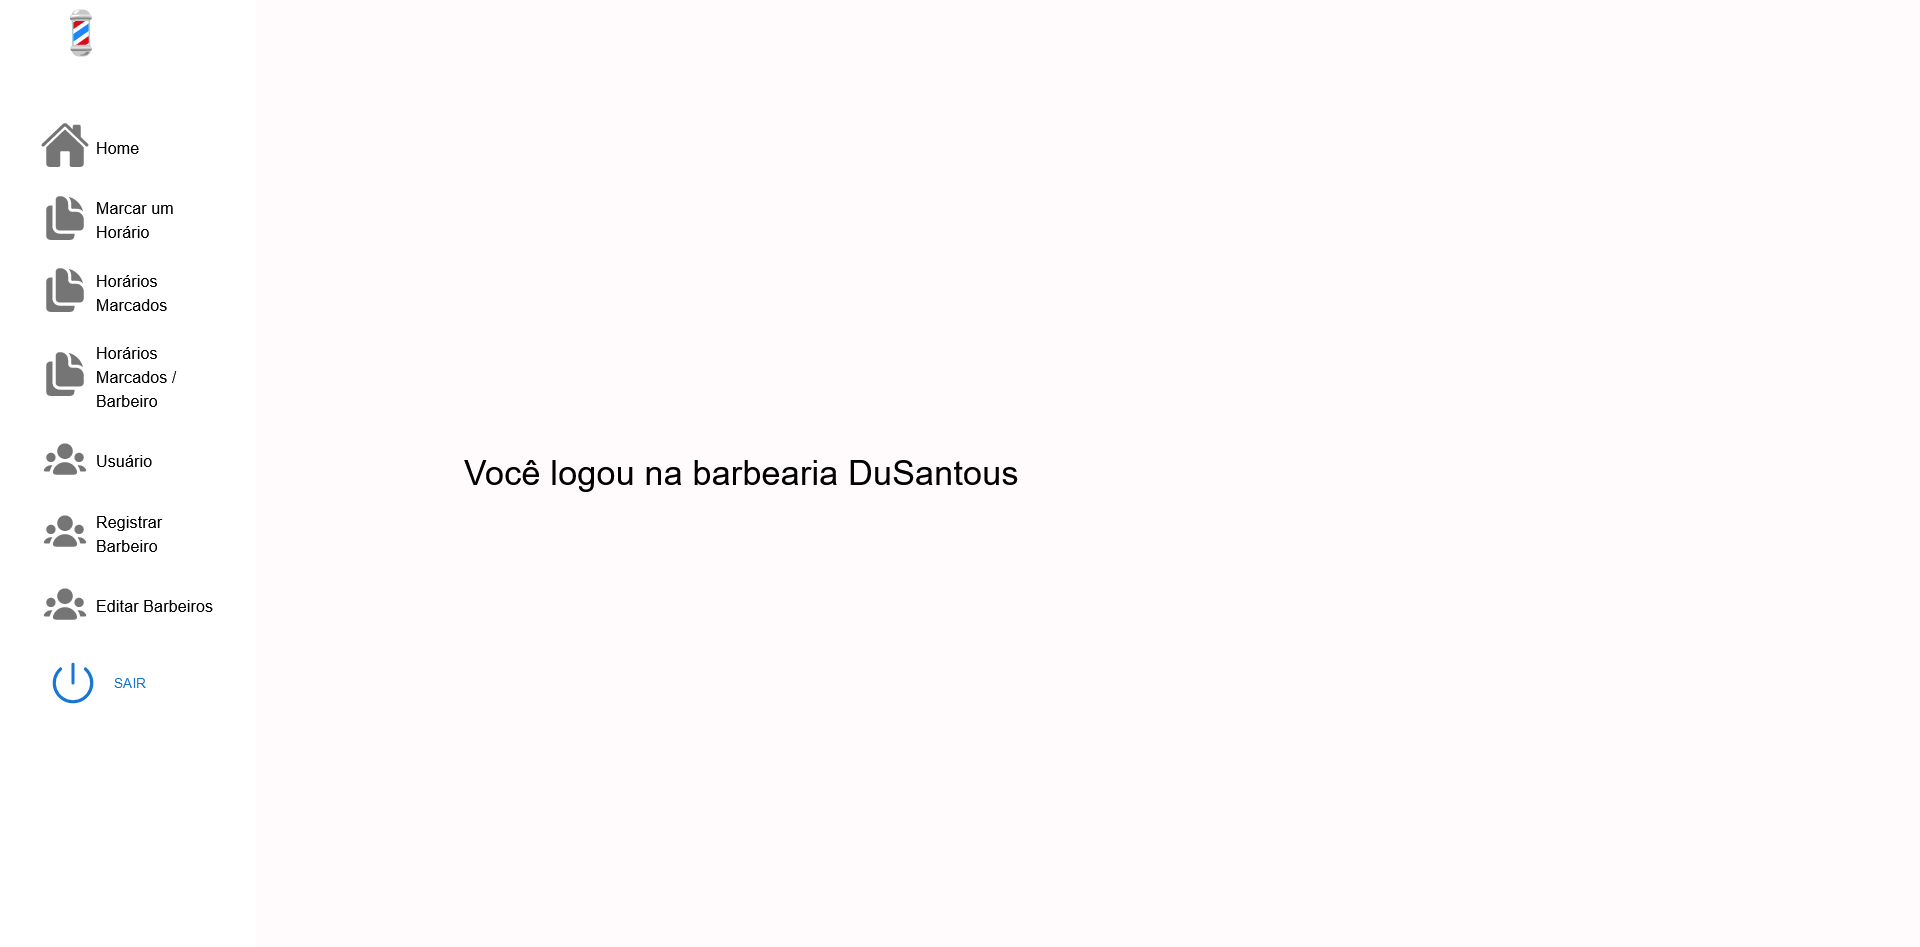 Home
Marcar um
Horário
Horários
Marcados
Horários
Marcados /
Barbeiro
Usuário
Registrar
Barbeiro
Editar Barbeiros
SAIR
Você logou na barbearia DuSantous